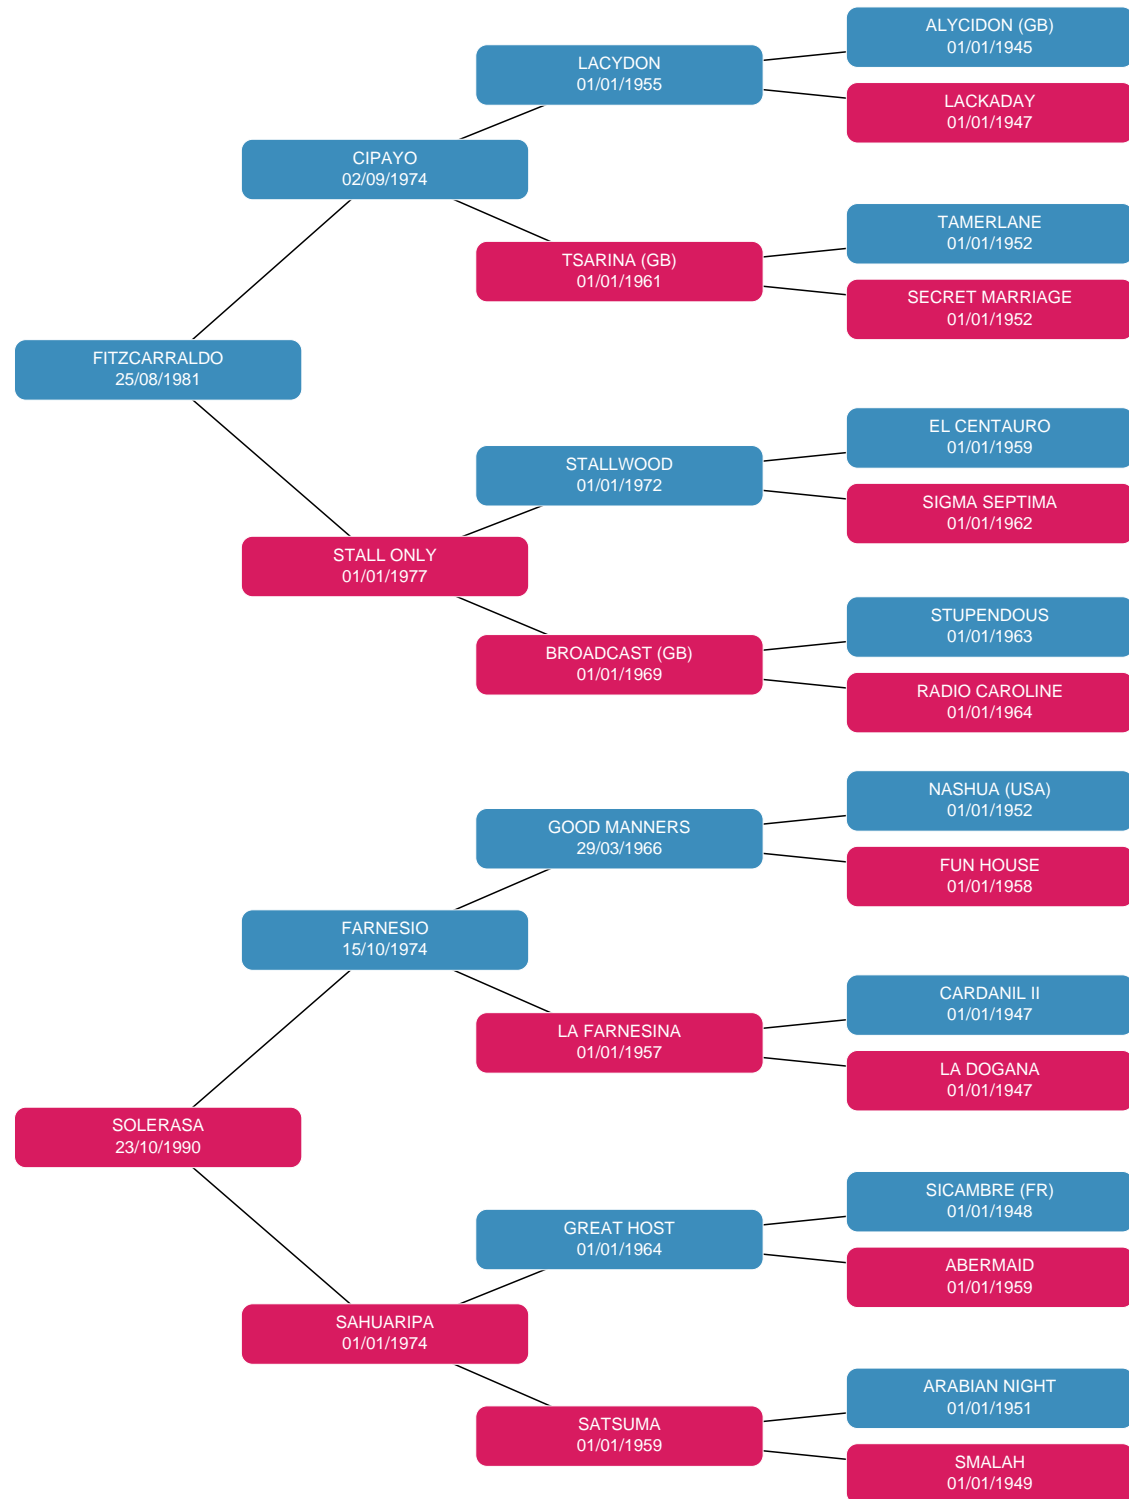 ALYCIDON (GB)
01/01/1945
LACYDON
01/01/1955
LACKADAY
01/01/1947
CIPAYO
02/09/1974
TAMERLANE
01/01/1952
TSARINA (GB)
01/01/1961
SECRET MARRIAGE
01/01/1952
FITZCARRALDO
25/08/1981
EL CENTAURO
01/01/1959
STALLWOOD
01/01/1972
SIGMA SEPTIMA
01/01/1962
STALL ONLY
01/01/1977
STUPENDOUS
01/01/1963
BROADCAST (GB)
01/01/1969
RADIO CAROLINE
01/01/1964
NASHUA (USA)
01/01/1952
GOOD MANNERS
29/03/1966
FUN HOUSE
01/01/1958
FARNESIO
15/10/1974
CARDANIL II
01/01/1947
LA FARNESINA
01/01/1957
LA DOGANA
01/01/1947
SOLERASA
23/10/1990
SICAMBRE (FR)
01/01/1948
GREAT HOST
01/01/1964
ABERMAID
01/01/1959
SAHUARIPA
01/01/1974
ARABIAN NIGHT
01/01/1951
SATSUMA
01/01/1959
SMALAH
01/01/1949